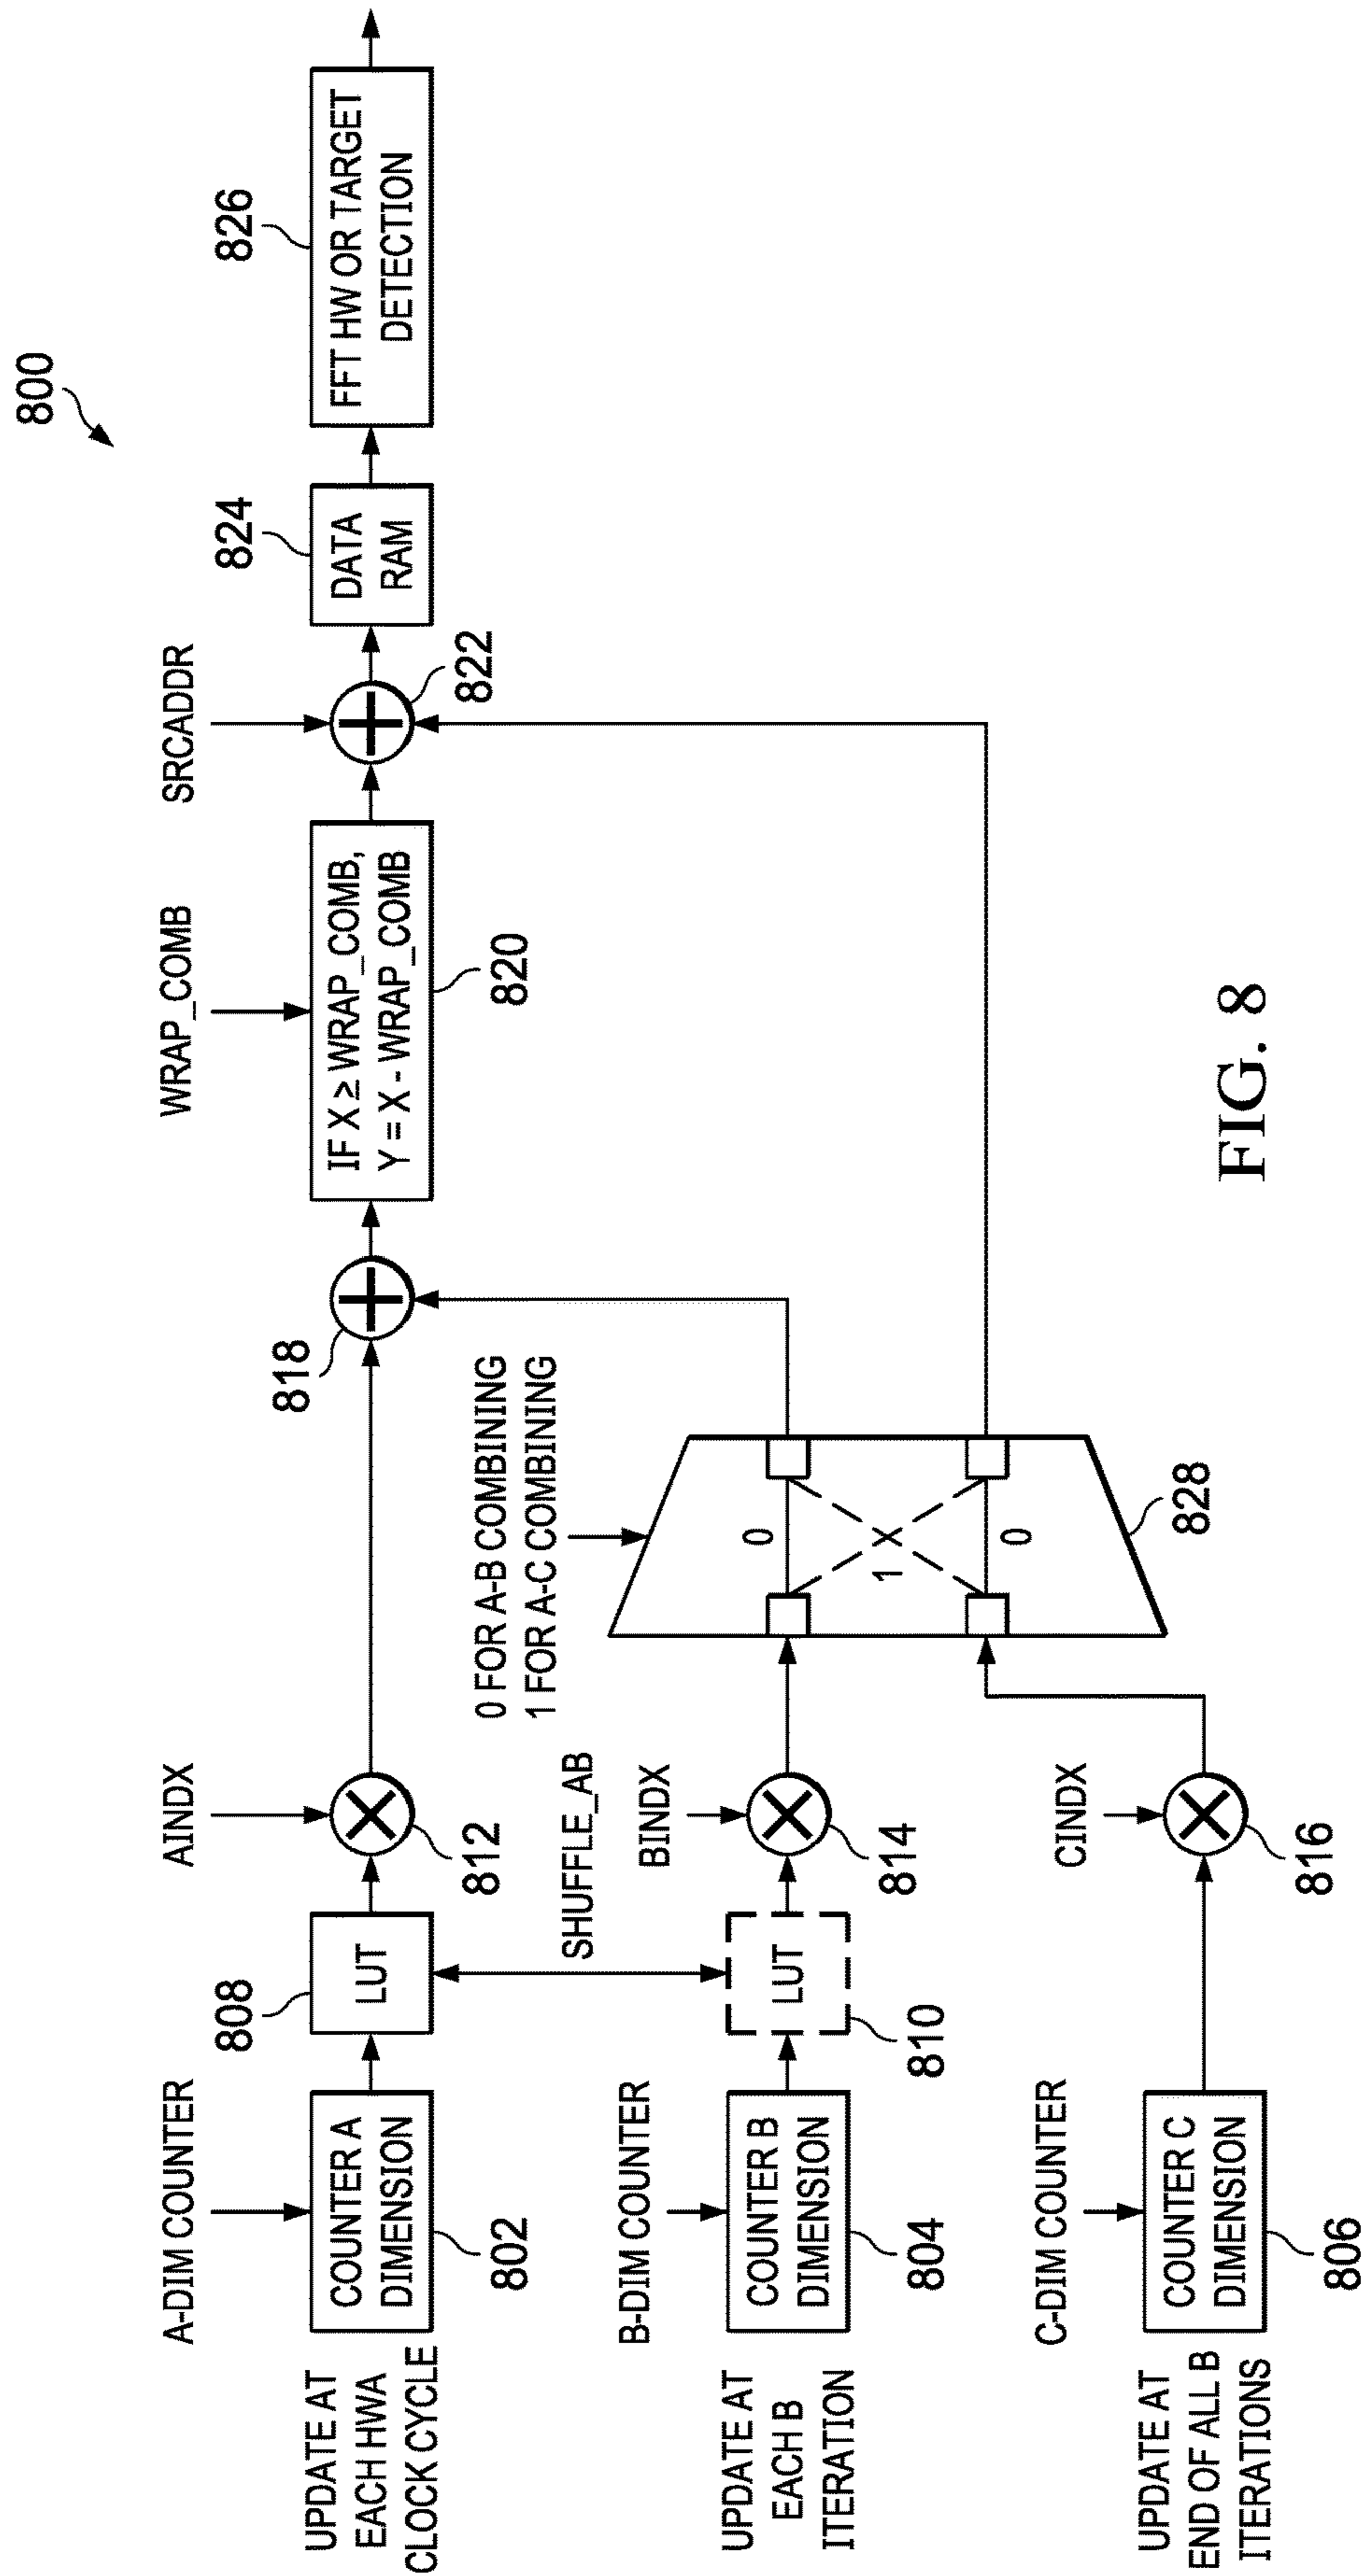 800
A-DIM COUNTER
UPDATE AT
EACH HWA
CLOCK CYCLE
COUNTER A
DIMENSION
802
808
LUT
AINDX
812
818
WRAP_COMB
IF X ≥ WRAP_COMB,
Y = X - WRAP_COMB
820
SRCADDR
822
824
DATA
RAM
826
FFT HW OR TARGET
DETECTION
SHUFFLE_AB
0 FOR A-B COMBINING
1 FOR A-C COMBINING
B-DIM COUNTER
UPDATE AT
EACH B
ITERATION
COUNTER B
DIMENSION
804
LUT
810
BINDX
814
0
1
0
828
C-DIM COUNTER
UPDATE AT
END OF ALL B
ITERATIONS
COUNTER C
DIMENSION
806
CINDX
816
FIG. 8